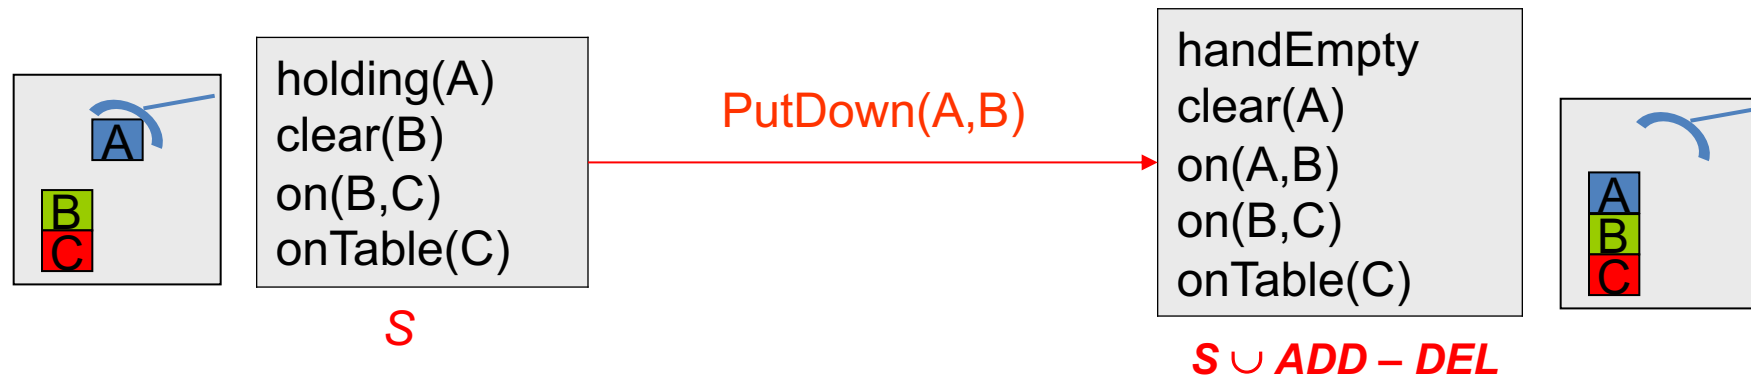 A
B
C
holding(A)
clear(B)
on(B,C)
onTable(C)
S
PutDown(A,B)
handEmpty
clear(A)
on(A,B)
on(B,C)
onTable(C)
S ∪ ADD – DEL
A
B
C